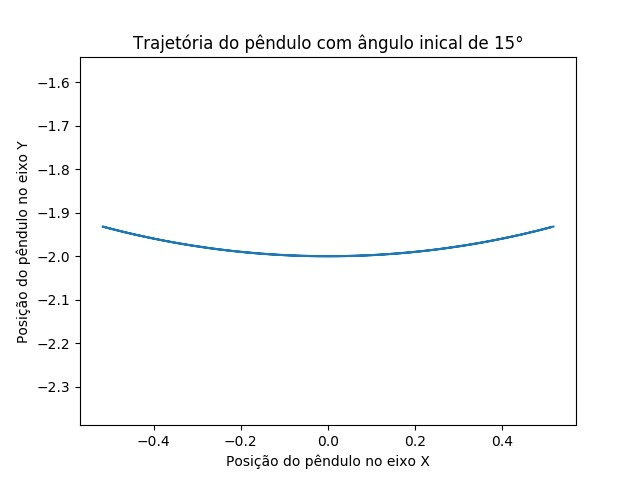 Trajetória do pêndulo com ângulo inical de 15°
−1.6
−1.7
−1.8
−1.9
−2.0
−2.1
−2.2
−2.3
Posição do pêndulo no eixo Y
−0.4 −0.2 0.0 0.2 0.4
Posição do pêndulo no eixo X